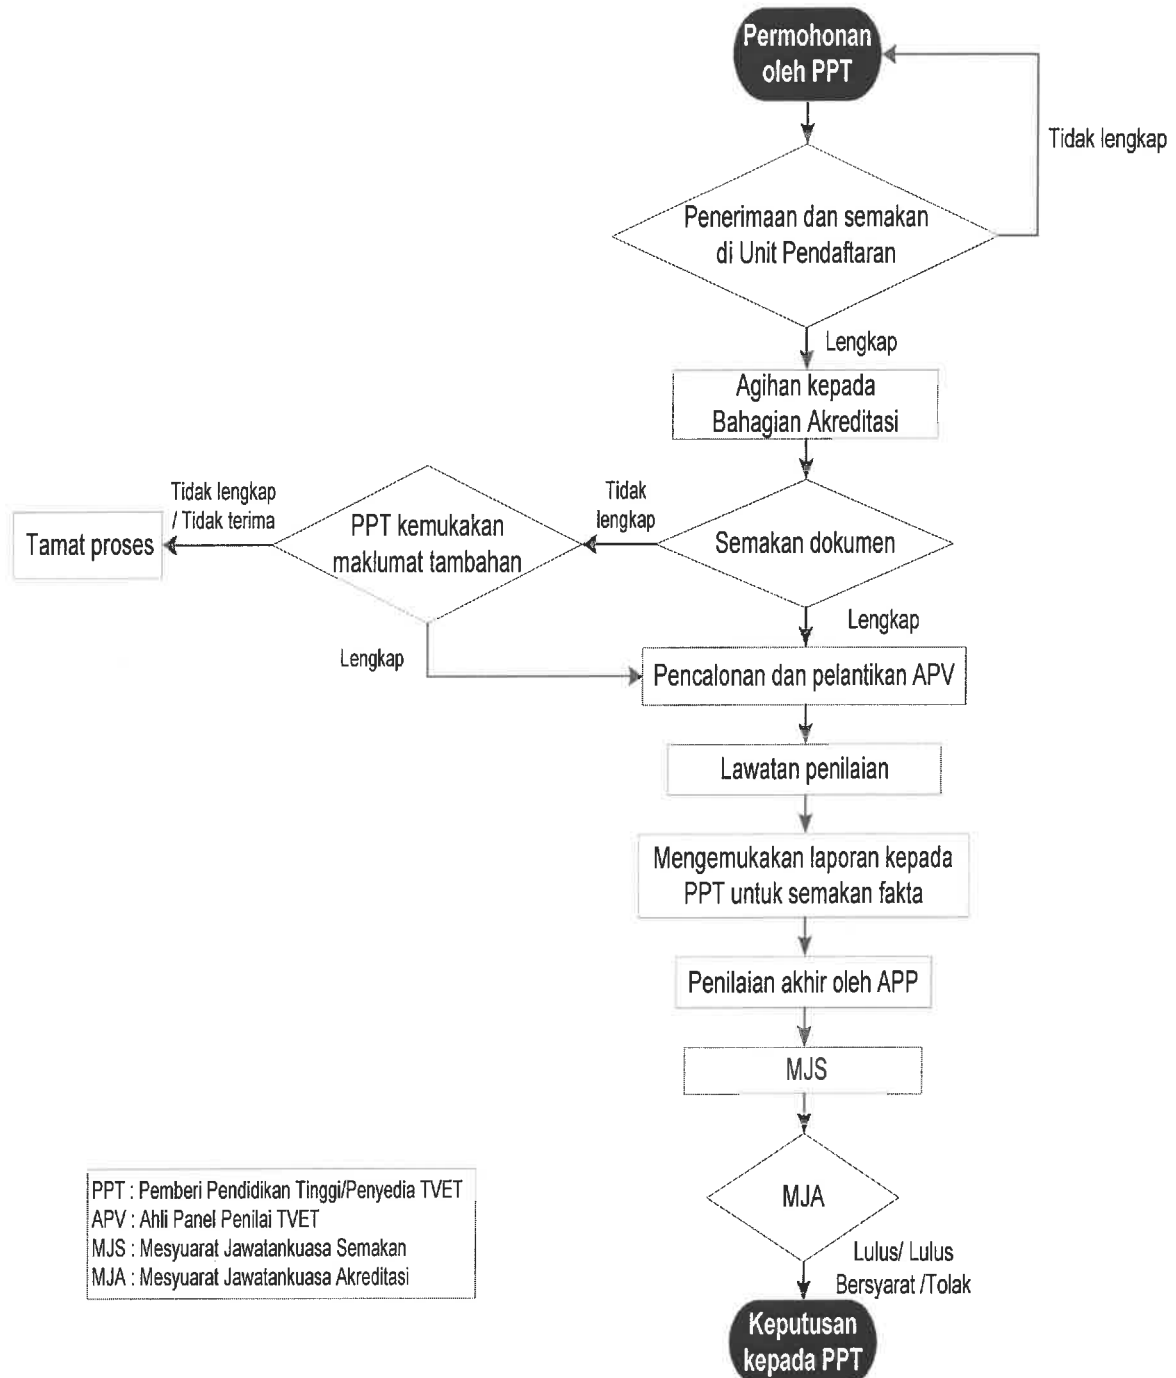 Permohonan
oleh PPT
Tidak lengkap
Penerimaan dan semakan
di Unit Pendaftaran
Lengkap
Agihan kepada
Bahagian Akreditasi
Semakan dokumen
Tidak
lengkap
PPT kemukakan
maklumat tambahan
Tidak lengkap
/ Tidak terima
Tamat proses
Lengkap
Lengkap
Pencalonan dan pelantikan APV
Lawatan penilaian
Mengemukakan laporan kepada
PPT untuk semakan fakta
Penilaian akhir oleh APP
MJS
MJA
Lulus/ Lulus
Bersyarat /Tolak
Keputusan
kepada PPT
PPT : Pemberi Pendidikan Tinggi/Penyedia TVET
APV : Ahli Panel Penilai TVET
MJS : Mesyuarat Jawatankuasa Semakan
MJA : Mesyuarat Jawatankuasa Akreditasi